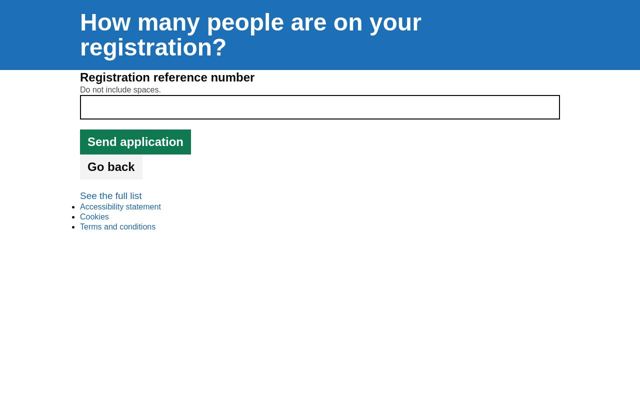 How many people are on your
registration?
Registration reference number
Do not include spaces.
Send application
Go back
See the full list
Accessibility statement
Cookies
Terms and conditions